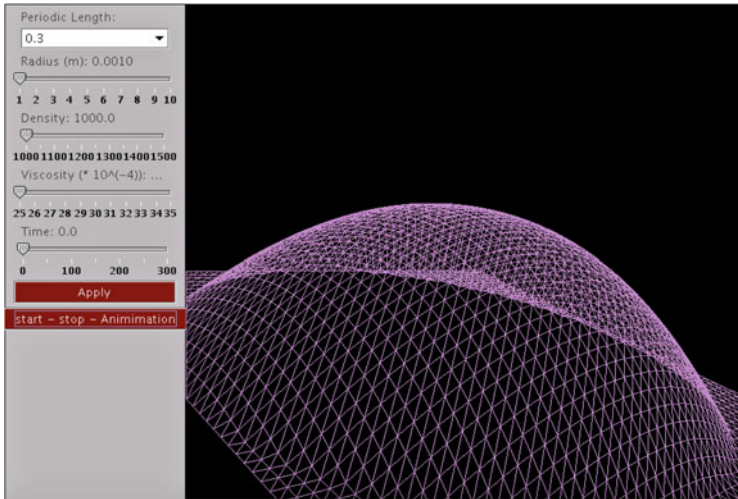 Periodic Length:
0.3
Radius (m): 0.0010
1 2 3 4 5 6 7 8 9 10
Density: 1000.0
1000 1100 1200 1300 1400 1500
Viscosity (* 10^(-4)): ...
25 26 27 28 29 30 31 32 33 34 35
Time: 0.0
0 100 200 300
Apply
start - stop - Animimation